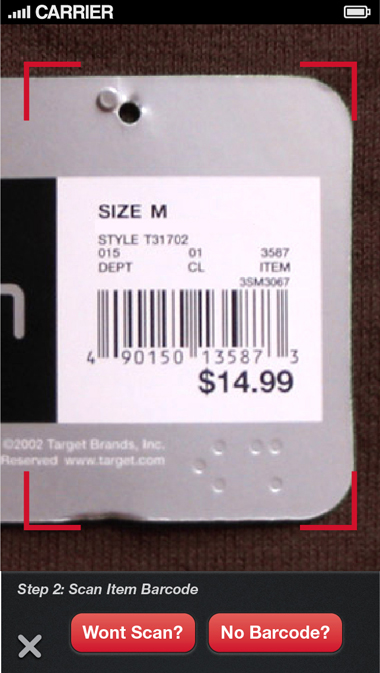 CARRIER
SIZE M
STYLE T31702
015 01 3587
DEPT CL ITEM
3SM3067
4 90150 13587 3
$14.99
©2002 Target Brands, Inc.
Reserved www.target.com
Step 2: Scan Item Barcode
Wont Scan? No Barcode?